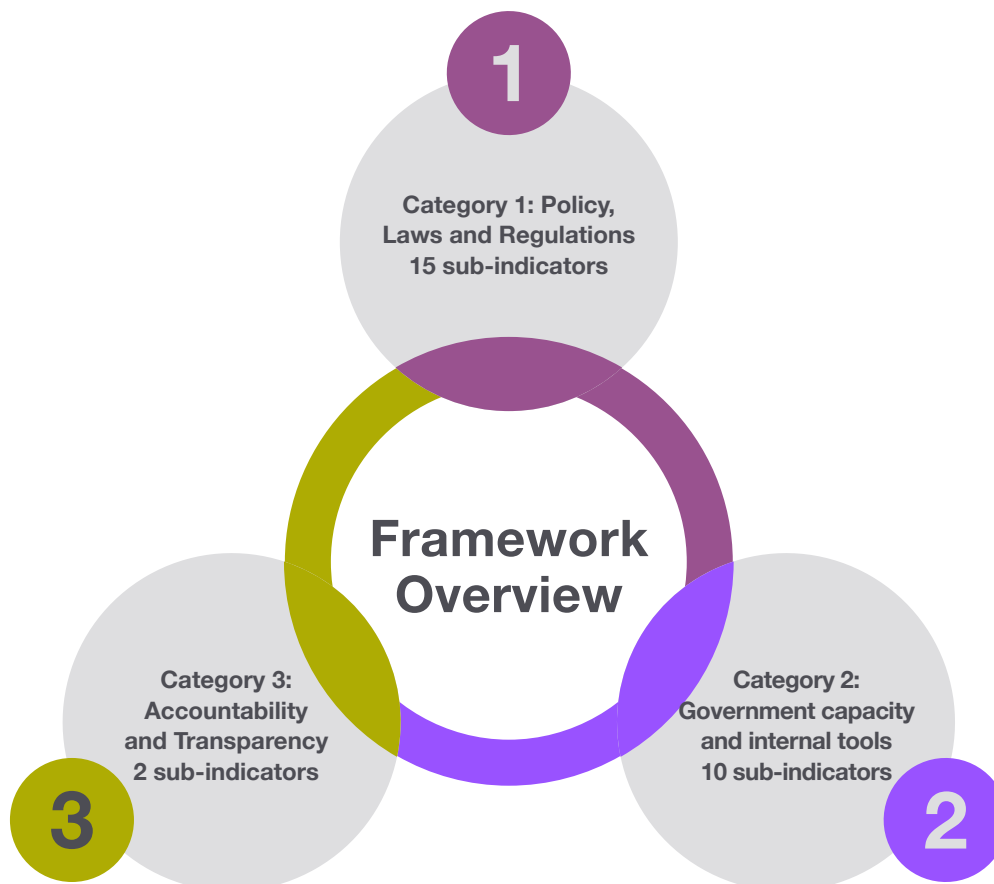 1
Category 1: Policy,
Laws and Regulations
15 sub-indicators
Framework
Overview
Category 3:
Accountability
and Transparency
2 sub-indicators
3
Category 2:
Government capacity
and internal tools
10 sub-indicators
2